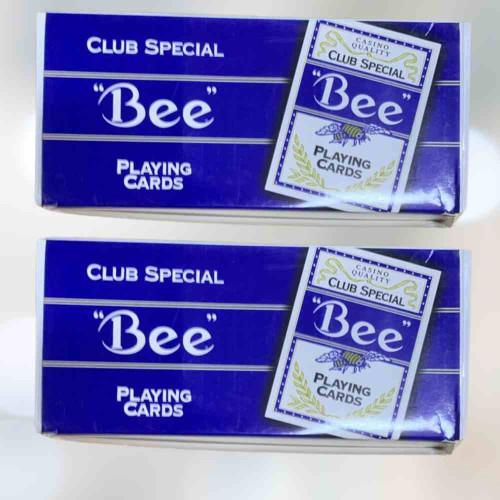 CLUB SPECIAL
"Bee"
PLAYING
CARDS
CASINO
QUALITY
CLUB SPECIAL
"Bee"
PLAYING
CARDS
CLUB SPECIAL
"Bee"
PLAYING
CARDS
CASINO
QUALITY
CLUB SPECIAL
"Bee"
PLAYING
CARDS